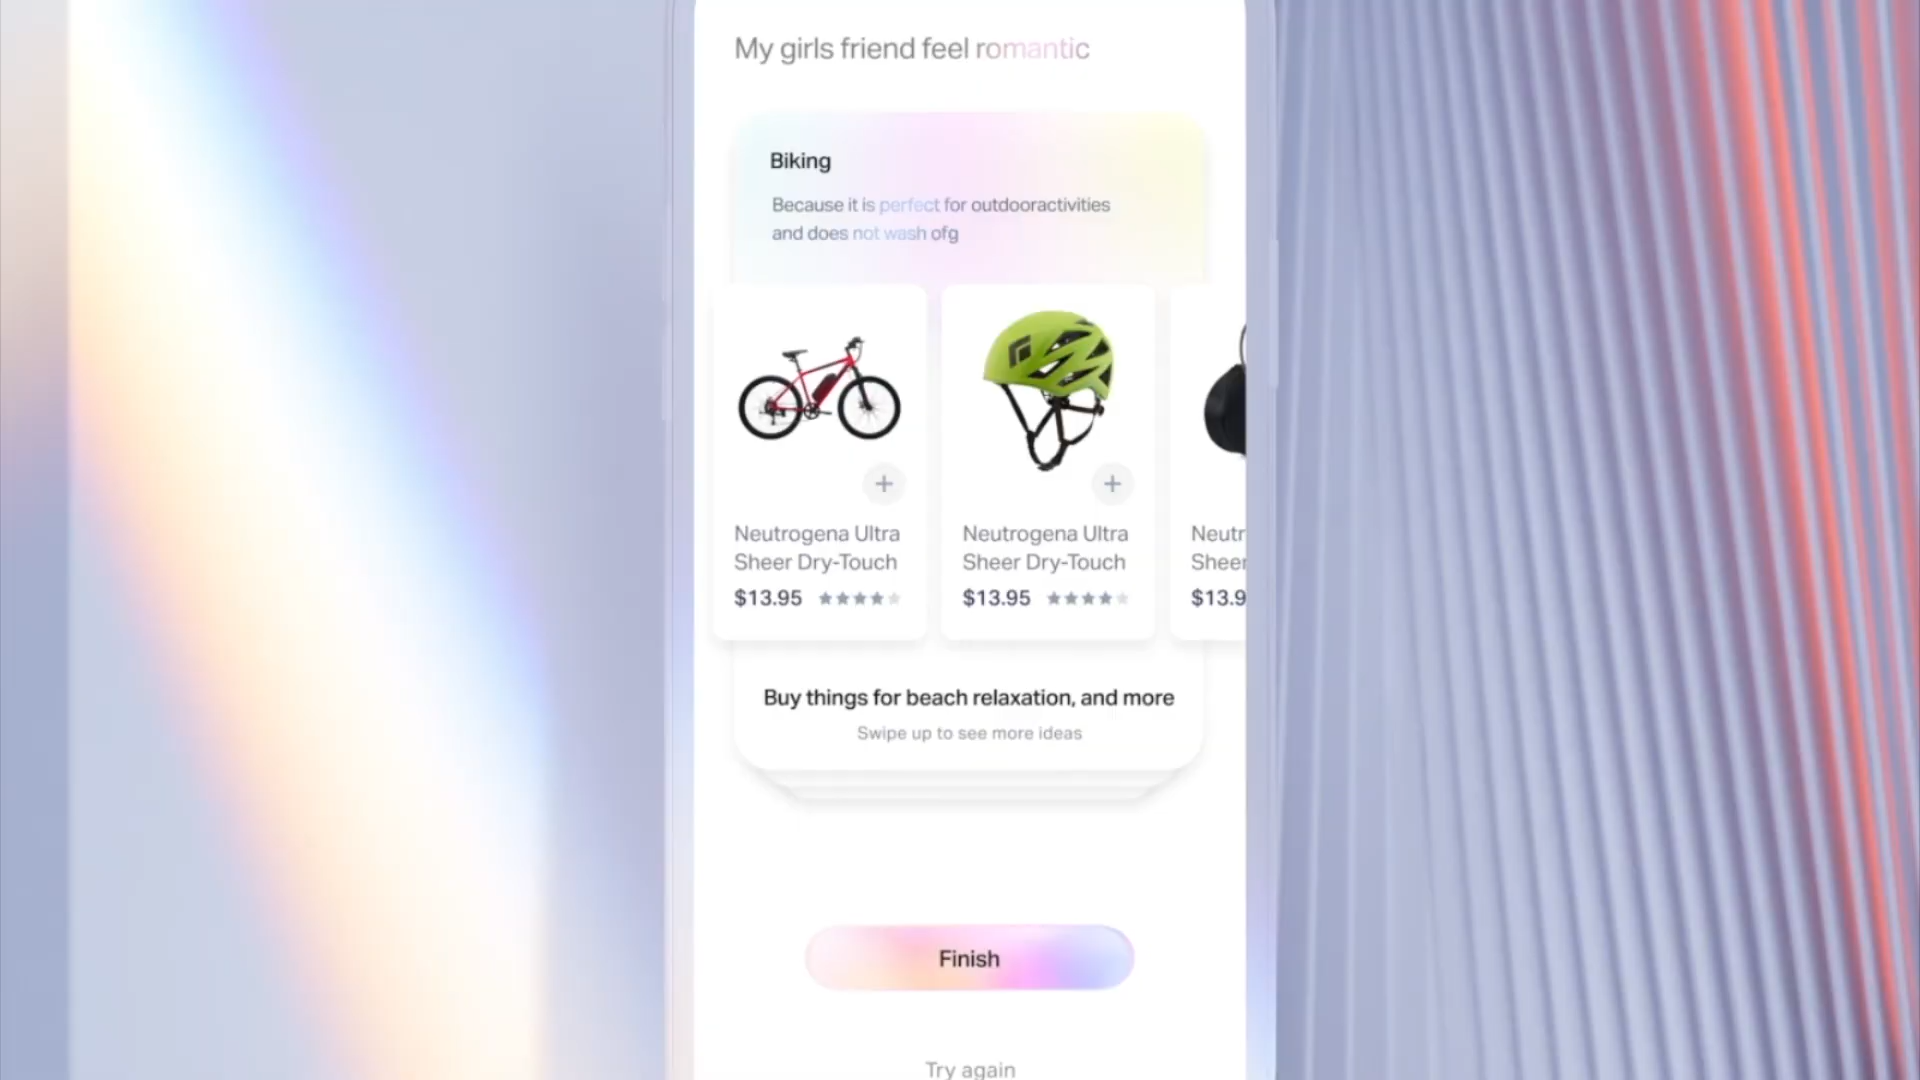 My girls friend feel romantic
Biking
Because it is perfect for outdooractivities
and does not wash ofg
Neutrogena Ultra
Sheer Dry-Touch
$13.95
Neutrogena Ultra
Sheer Dry-Touch
$13.95
Neutr
Sheer
$13.9
Buy things for beach relaxation, and more
Swipe up to see more ideas
Finish
Try again